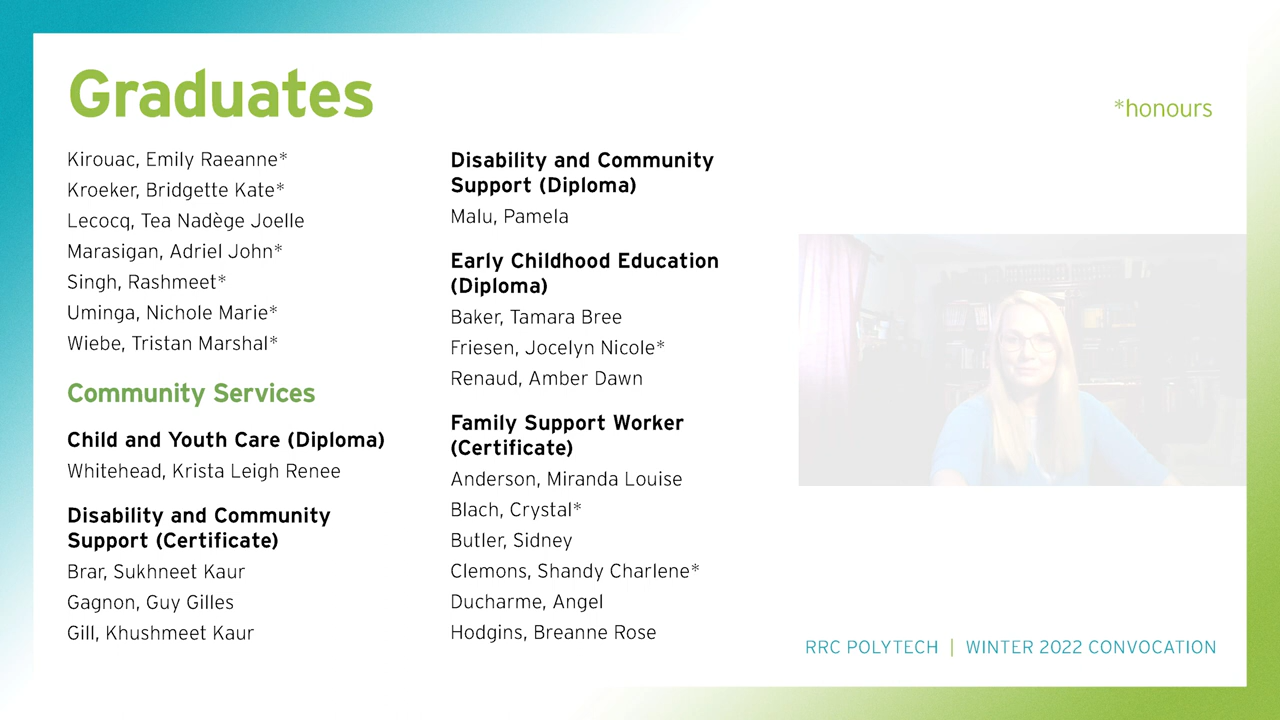 Graduates
*honours
Kirouac, Emily Raeanne*
Kroeker, Bridgette Kate*
Lecocq, Tea Nadège Joelle
Marasigan, Adriel John*
Singh, Rashmeet*
Uminga, Nichole Marie*
Wiebe, Tristan Marshal*
Community Services
Child and Youth Care (Diploma)
Whitehead, Krista Leigh Renee
Disability and Community
Support (Certificate)
Brar, Sukhneet Kaur
Gagnon, Guy Gilles
Gill, Khushmeet Kaur
Disability and Community
Support (Diploma)
Malu, Pamela
Early Childhood Education
(Diploma)
Baker, Tamara Bree
Friesen, Jocelyn Nicole*
Renaud, Amber Dawn
Family Support Worker
(Certificate)
Anderson, Miranda Louise
Blach, Crystal*
Butler, Sidney
Clemons, Shandy Charlene*
Ducharme, Angel
Hodgins, Breanne Rose
RRC POLYTECH | WINTER 2022 CONVOCATION